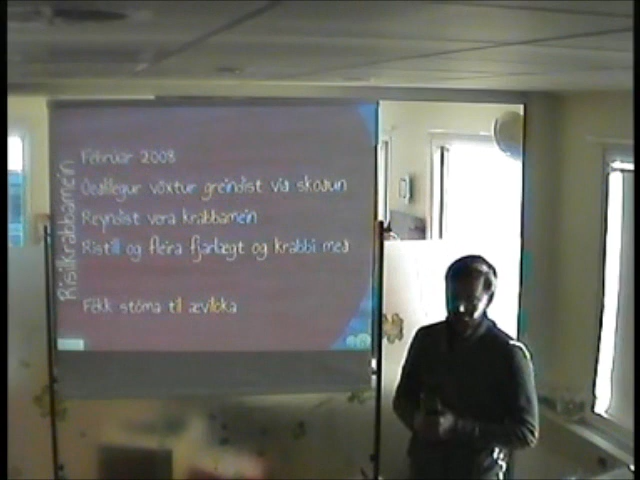 Risilkrabbamein
Febrúar 2008
Óeðlilegur vöxtur greindist við skoðun
Reyndist vera krabbamein
Ristill og fleira fjarlægt og krabbi með
Fékk stóma til æviloka